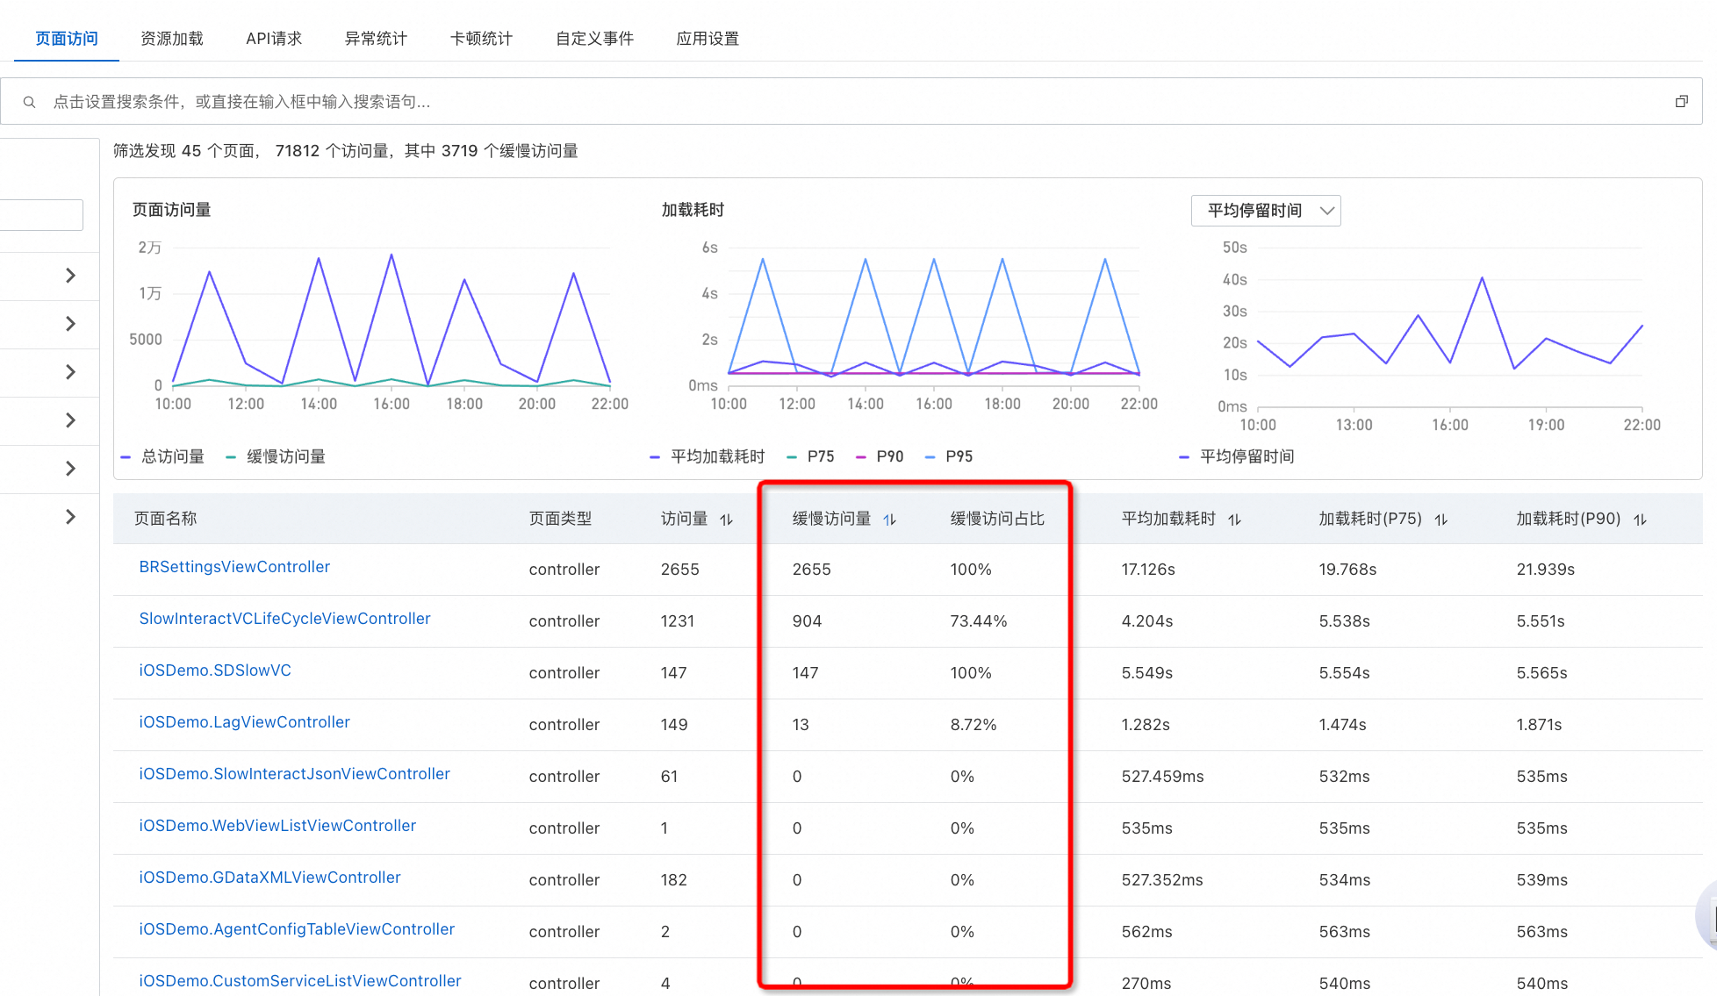 页面访问 资源加载 API请求 异常统计 卡顿统计 自定义事件 应用设置
点击设置搜索条件，或直接在输入框中输入搜索语句...
筛选发现 45 个页面， 71812 个访问量，其中 3719 个缓慢访问量
页面访问量
2万
1万
5000
0
10:00 12:00 14:00 16:00 18:00 20:00 22:00
总访问量 缓慢访问量
加载耗时
6s
4s
2s
0ms
10:00 12:00 14:00 16:00 18:00 20:00 22:00
平均加载耗时 P75 P90 P95
平均停留时间
50s
40s
30s
20s
10s
0ms
10:00 13:00 16:00 19:00 22:00
平均停留时间
页面名称 页面类型 访问量 缓慢访问量 缓慢访问占比 平均加载耗时 加载耗时(P75) 加载耗时(P90)
BRSettingsViewController controller 2655 2655 100% 17.126s 19.768s 21.939s
SlowInteractVCLifeCycleViewController controller 1231 904 73.44% 4.204s 5.538s 5.551s
iOSDemo.SDSlowVC controller 147 147 100% 5.549s 5.554s 5.565s
iOSDemo.LagViewController controller 149 13 8.72% 1.282s 1.474s 1.871s
iOSDemo.SlowInteractJsonViewController controller 61 0 0% 527.459ms 532ms 535ms
iOSDemo.WebViewListViewController controller 1 0 0% 535ms 535ms 535ms
iOSDemo.GDataXMLViewController controller 182 0 0% 527.352ms 534ms 539ms
iOSDemo.AgentConfigTableViewController controller 2 0 0% 562ms 563ms 563ms
iOSDemo.CustomServiceListViewController controller 4 0 0% 270ms 540ms 540ms